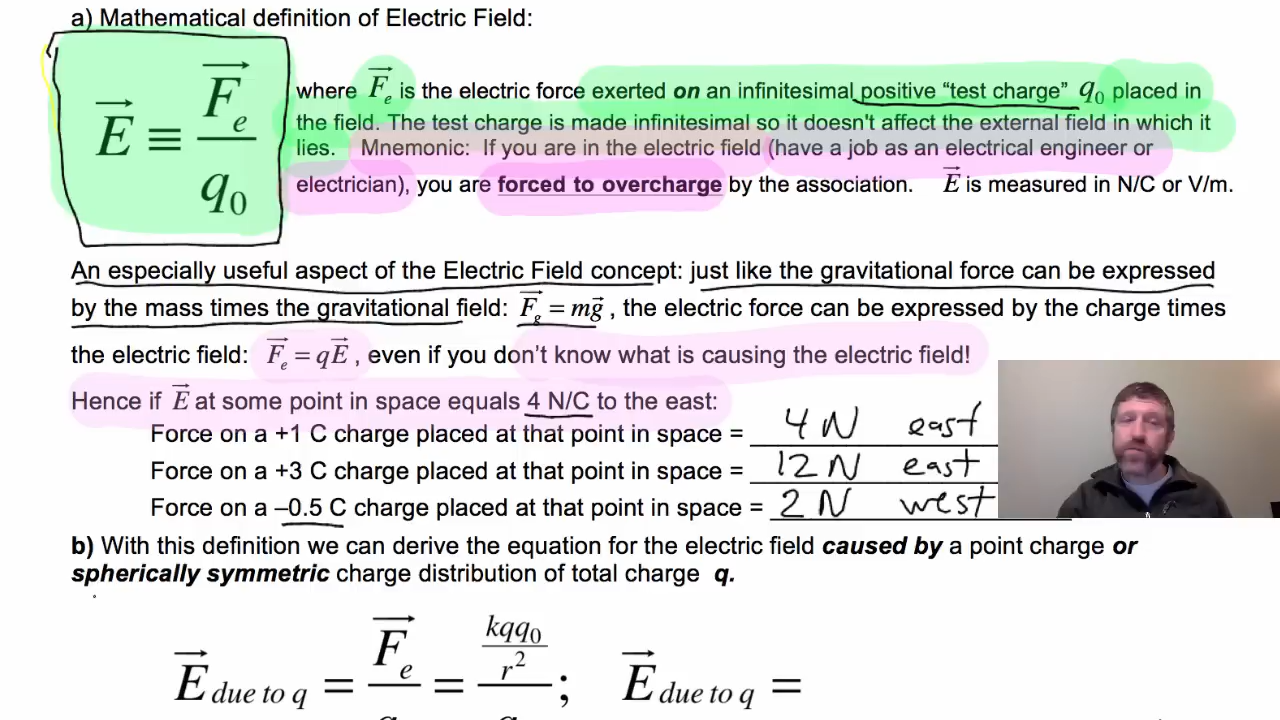 a) Mathematical definition of Electric Field:
E ≡ F_e / q_0
where F_e is the electric force exerted on an infinitesimal positive “test charge” q_0 placed in
the field. The test charge is made infinitesimal so it doesn't affect the external field in which it
lies. Mnemonic: If you are in the electric field (have a job as an electrical engineer or
electrician), you are forced to overcharge by the association. E is measured in N/C or V/m.
An especially useful aspect of the Electric Field concept: just like the gravitational force can be expressed
by the mass times the gravitational field: F_g = mg, the electric force can be expressed by the charge times
the electric field: F_e = qE, even if you don’t know what is causing the electric field!
Hence if E at some point in space equals 4 N/C to the east:
Force on a +1 C charge placed at that point in space = 4 N east
Force on a +3 C charge placed at that point in space = 12 N east
Force on a –0.5 C charge placed at that point in space = 2 N west
b) With this definition we can derive the equation for the electric field caused by a point charge or
spherically symmetric charge distribution of total charge q.
E due to q = F_e / q = kqq_0 / r^2 / q ; E due to q =